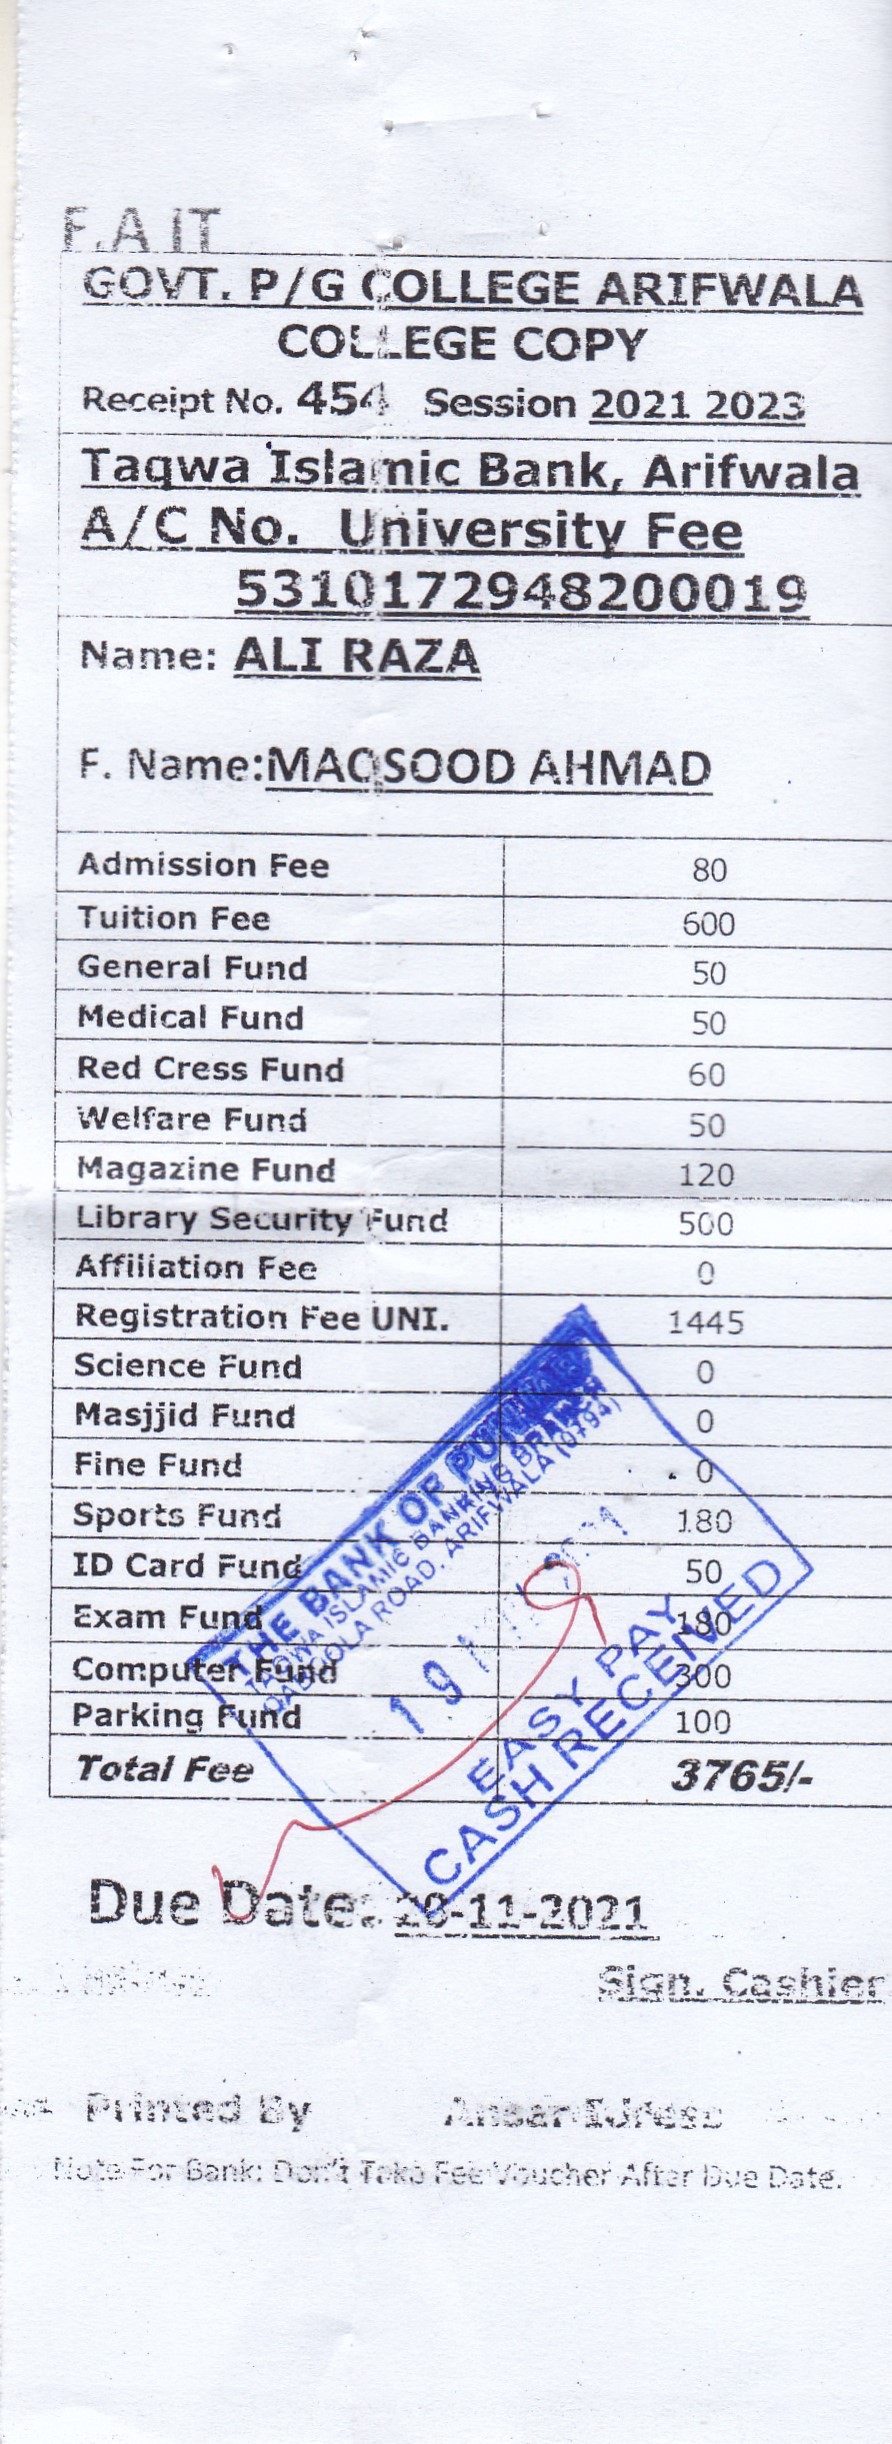 F.A IT
GOVT. P/G COLLEGE ARIFWALA
COLLEGE COPY
Receipt No. 454 Session 2021 2023
Taqwa Islamic Bank, Arifwala
A/C No. University Fee
5310172948200019
Name: ALI RAZA
F. Name:MAQSOOD AHMAD
Admission Fee 80
Tuition Fee 600
General Fund 50
Medical Fund 50
Red Cress Fund 60
Welfare Fund 50
Magazine Fund 120
Library Security Fund 500
Affiliation Fee 0
Registration Fee UNI. 1445
Science Fund 0
Masjjid Fund 0
Fine Fund 0
Sports Fund 180
ID Card Fund 50
Exam Fund 180
Computer Fund 300
Parking Fund 100
Total Fee 3765/-
THE BANK OF PUNJAB
TAQWA ISLAMIC BANKING BRANCH
QABOOLA ROAD, ARIFWALA (0794)
19 2021
EASY PAY
CASH RECEIVED
Due Date: 20-11-2021
Sign. Cashier
Printed By Ansar Idrees
Note For Bank: Don't Take Fee Voucher After Due Date.